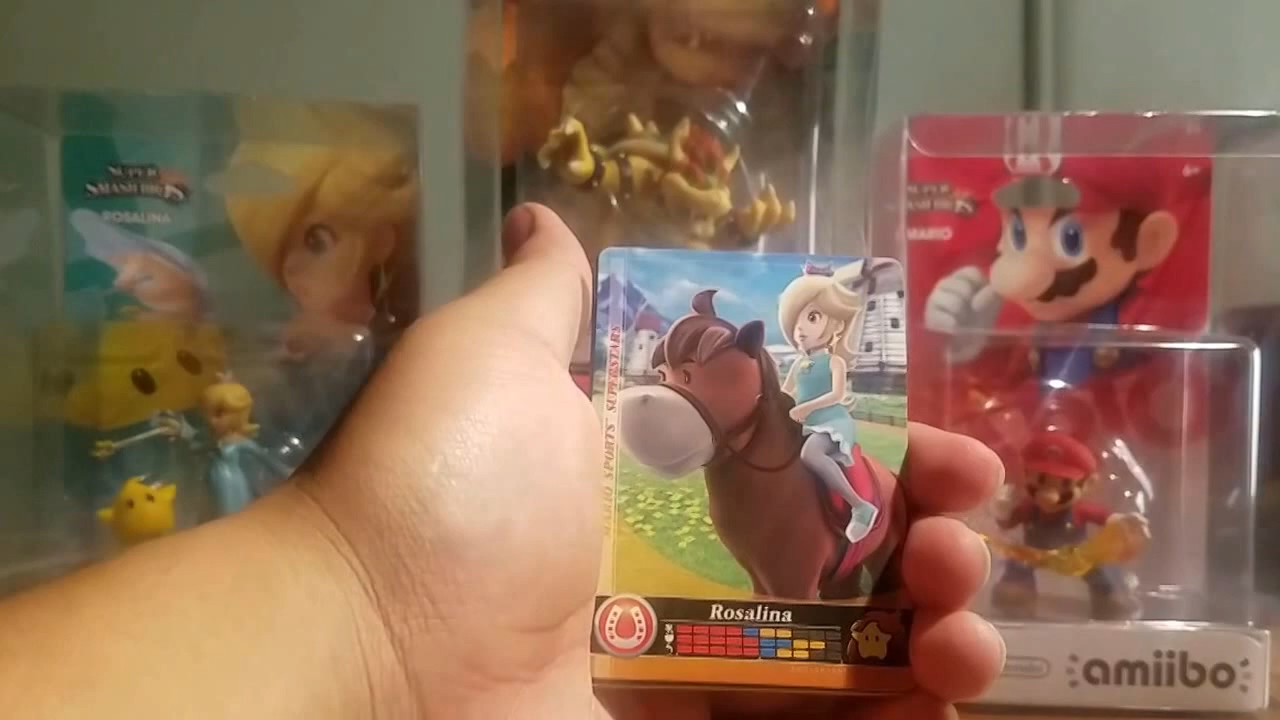 SUPER
SMASH BROS
ROSALINA
SUPER
SMASH BROS
MARIO
MARIO SPORTS SUPERSTARS
Rosalina
amiibo